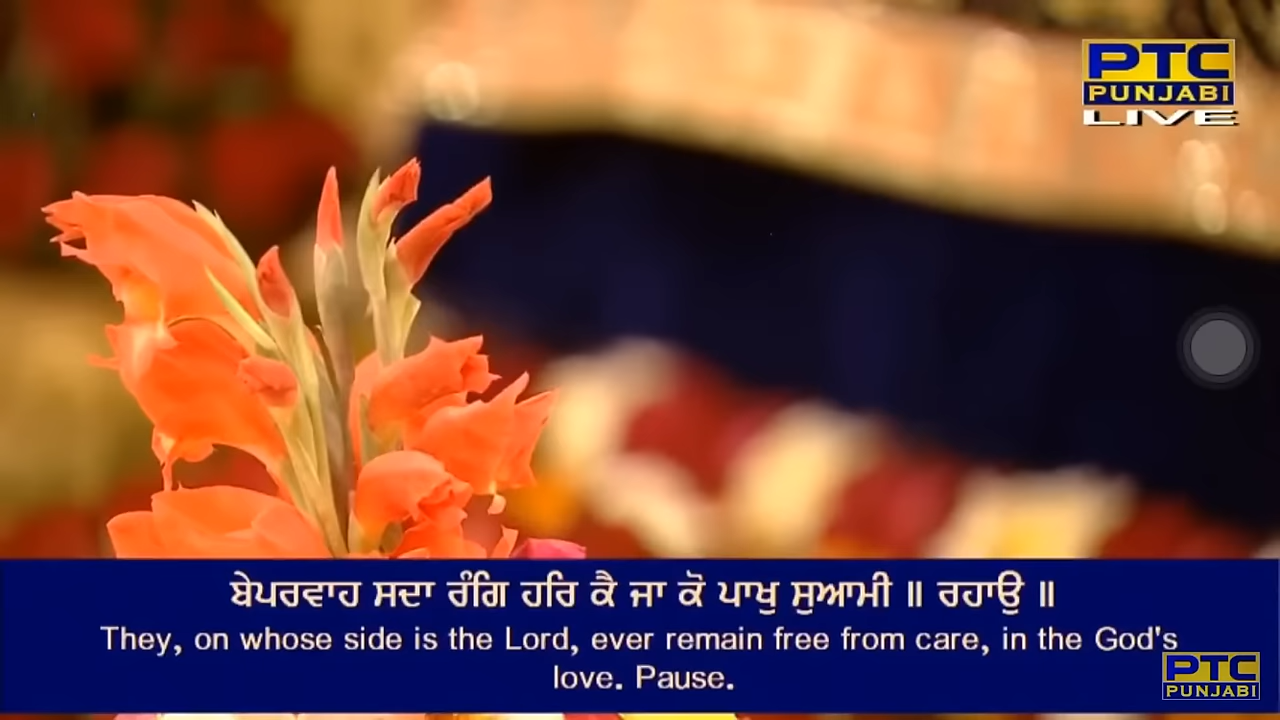 PTC
PUNJABI
LIVE
ਬੇਪਰਵਾਹ ਸਦਾ ਰੰਗਿ ਹਰਿ ਕੈ ਜਾ ਕੋ ਪਾਖੁ ਸੁਆਮੀ ॥ ਰਹਾਉ ॥
They, on whose side is the Lord, ever remain free from care, in the God's
love. Pause.
PTC
PUNJABI